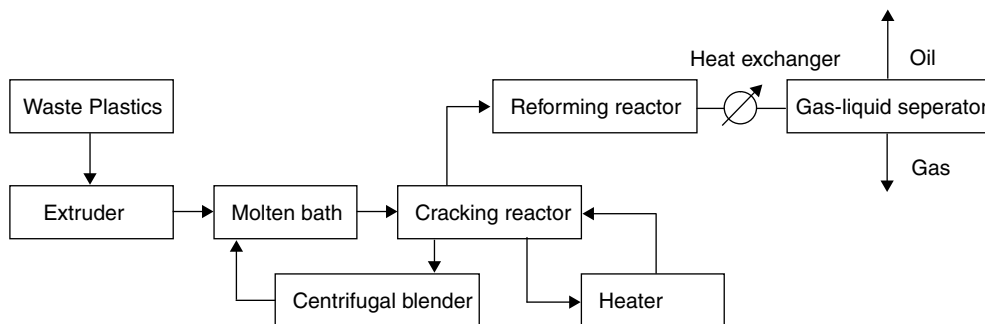 Heat exchanger
Oil
Waste Plastics
Reforming reactor
Gas-liquid seperator
Gas
Extruder
Molten bath
Cracking reactor
Centrifugal blender
Heater